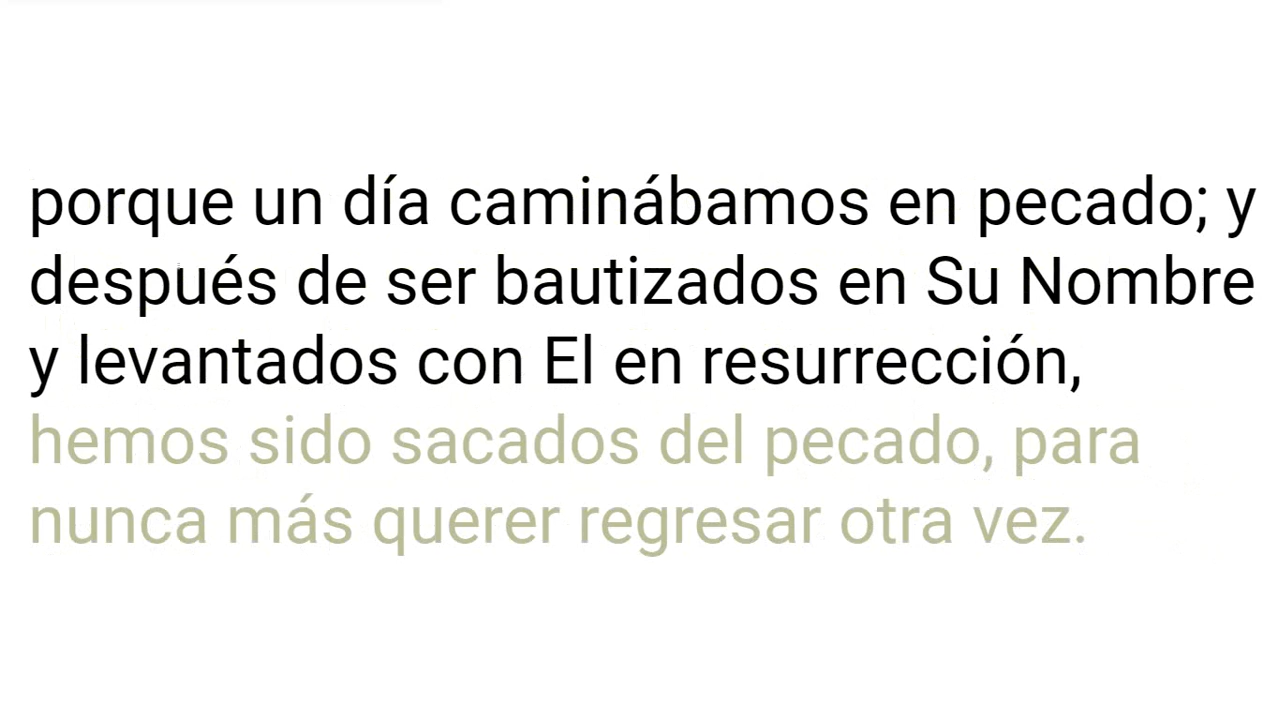 porque un día caminábamos en pecado; y
después de ser bautizados en Su Nombre
y levantados con El en resurrección,
hemos sido sacados del pecado, para
nunca más querer regresar otra vez.